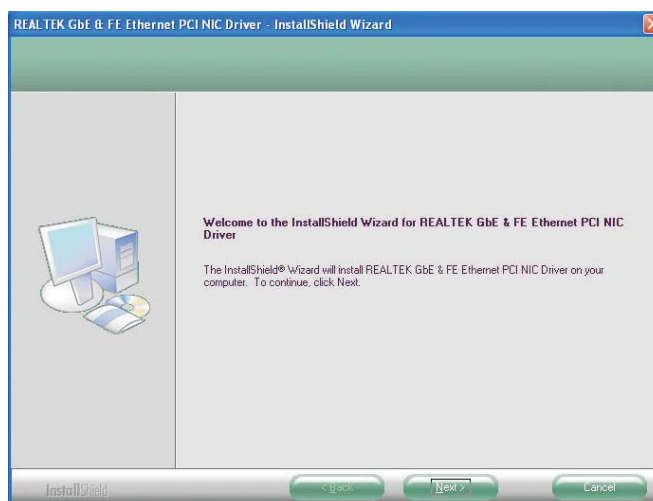 REALTEK GbE & FE Ethernet PCI NIC Driver - InstallShield Wizard
Welcome to the InstallShield Wizard for REALTEK GbE & FE Ethernet PCI NIC
Driver
The InstallShield® Wizard will install REALTEK GbE & FE Ethernet PCI NIC Driver on your
computer. To continue, click Next.
InstallShield
< Back
Next >
Cancel